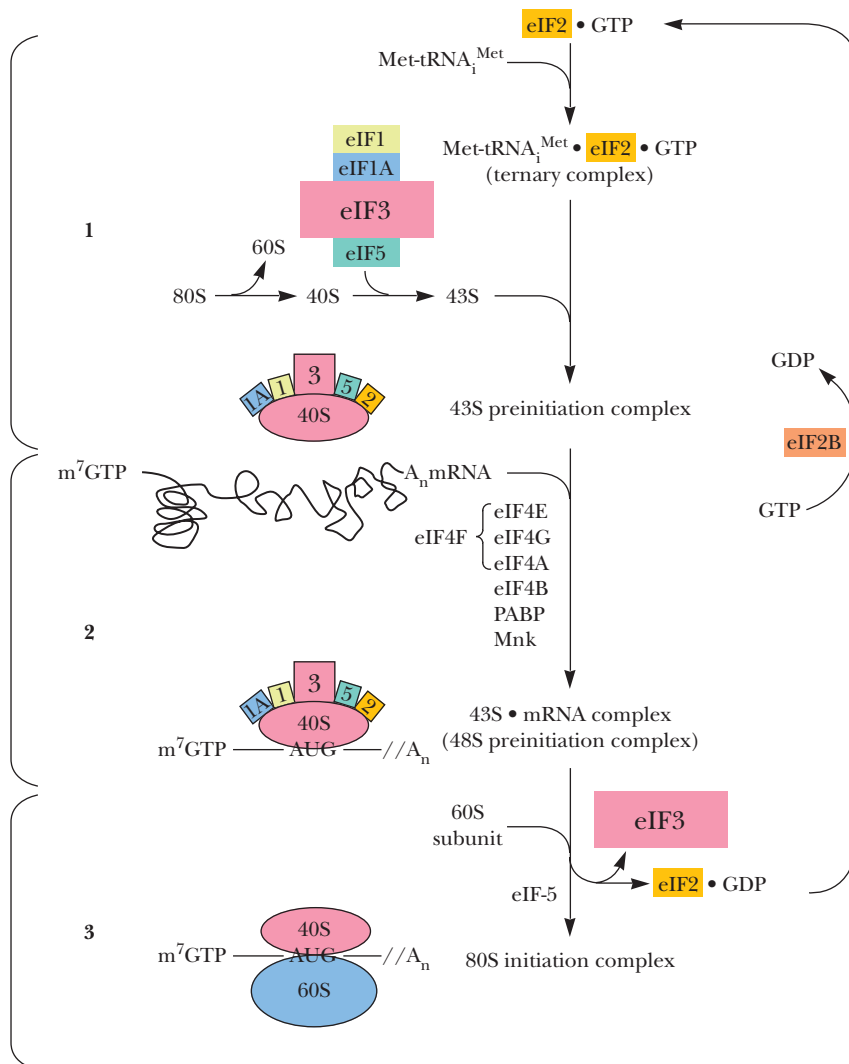 eIF2 • GTP
Met-tRNAᵢᴹᵉᵗ
eIF1
eIF1A
eIF3
eIF5
Met-tRNAᵢᴹᵉᵗ • eIF2 • GTP
(ternary complex)
1
60S
80S
40S
43S
1A
1
3
5
2
40S
43S preinitiation complex
GDP
eIF2B
GTP
m⁷GTP
AₙmRNA
eIF4F
eIF4E
eIF4G
eIF4A
eIF4B
PABP
Mnk
2
1A
1
3
5
2
40S
m⁷GTP
AUG
//Aₙ
43S • mRNA complex
(48S preinitiation complex)
60S
subunit
eIF3
eIF-5
eIF2 • GDP
3
40S
m⁷GTP
AUG
//Aₙ
60S
80S initiation complex